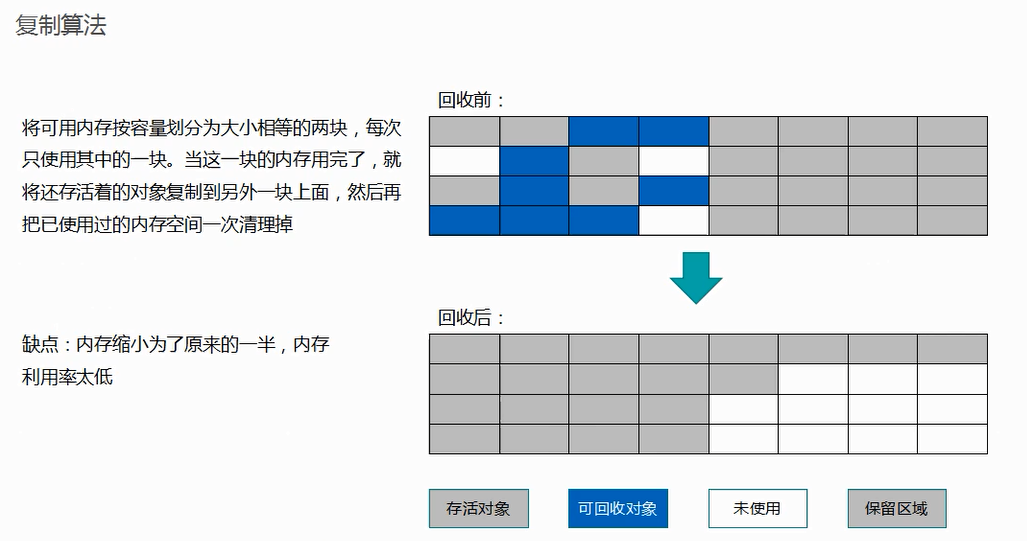 复制算法
回收前：
将可用内存按容量划分为大小相等的两块，每次
只使用其中的一块。当这一块的内存用完了，就
将还存活着的对象复制到另外一块上面，然后再
把已使用过的内存空间一次清理掉
回收后：
缺点：内存缩小为了原来的一半，内存
利用率太低
存活对象
可回收对象
未使用
保留区域